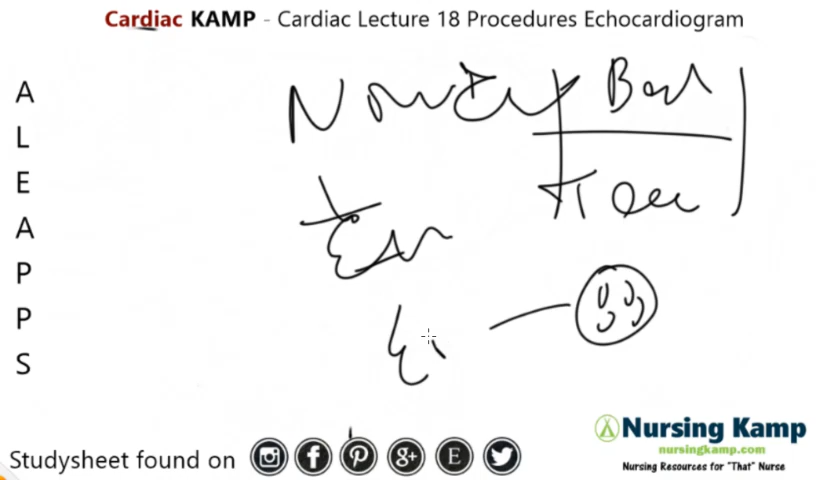 Cardiac KAMP - Cardiac Lecture 18 Procedures Echocardiogram
A
L
E
A
P
P
S
Nursing Kamp
nursingkamp.com
Nursing Resources for "That" Nurse
Studysheet found on
8+
E